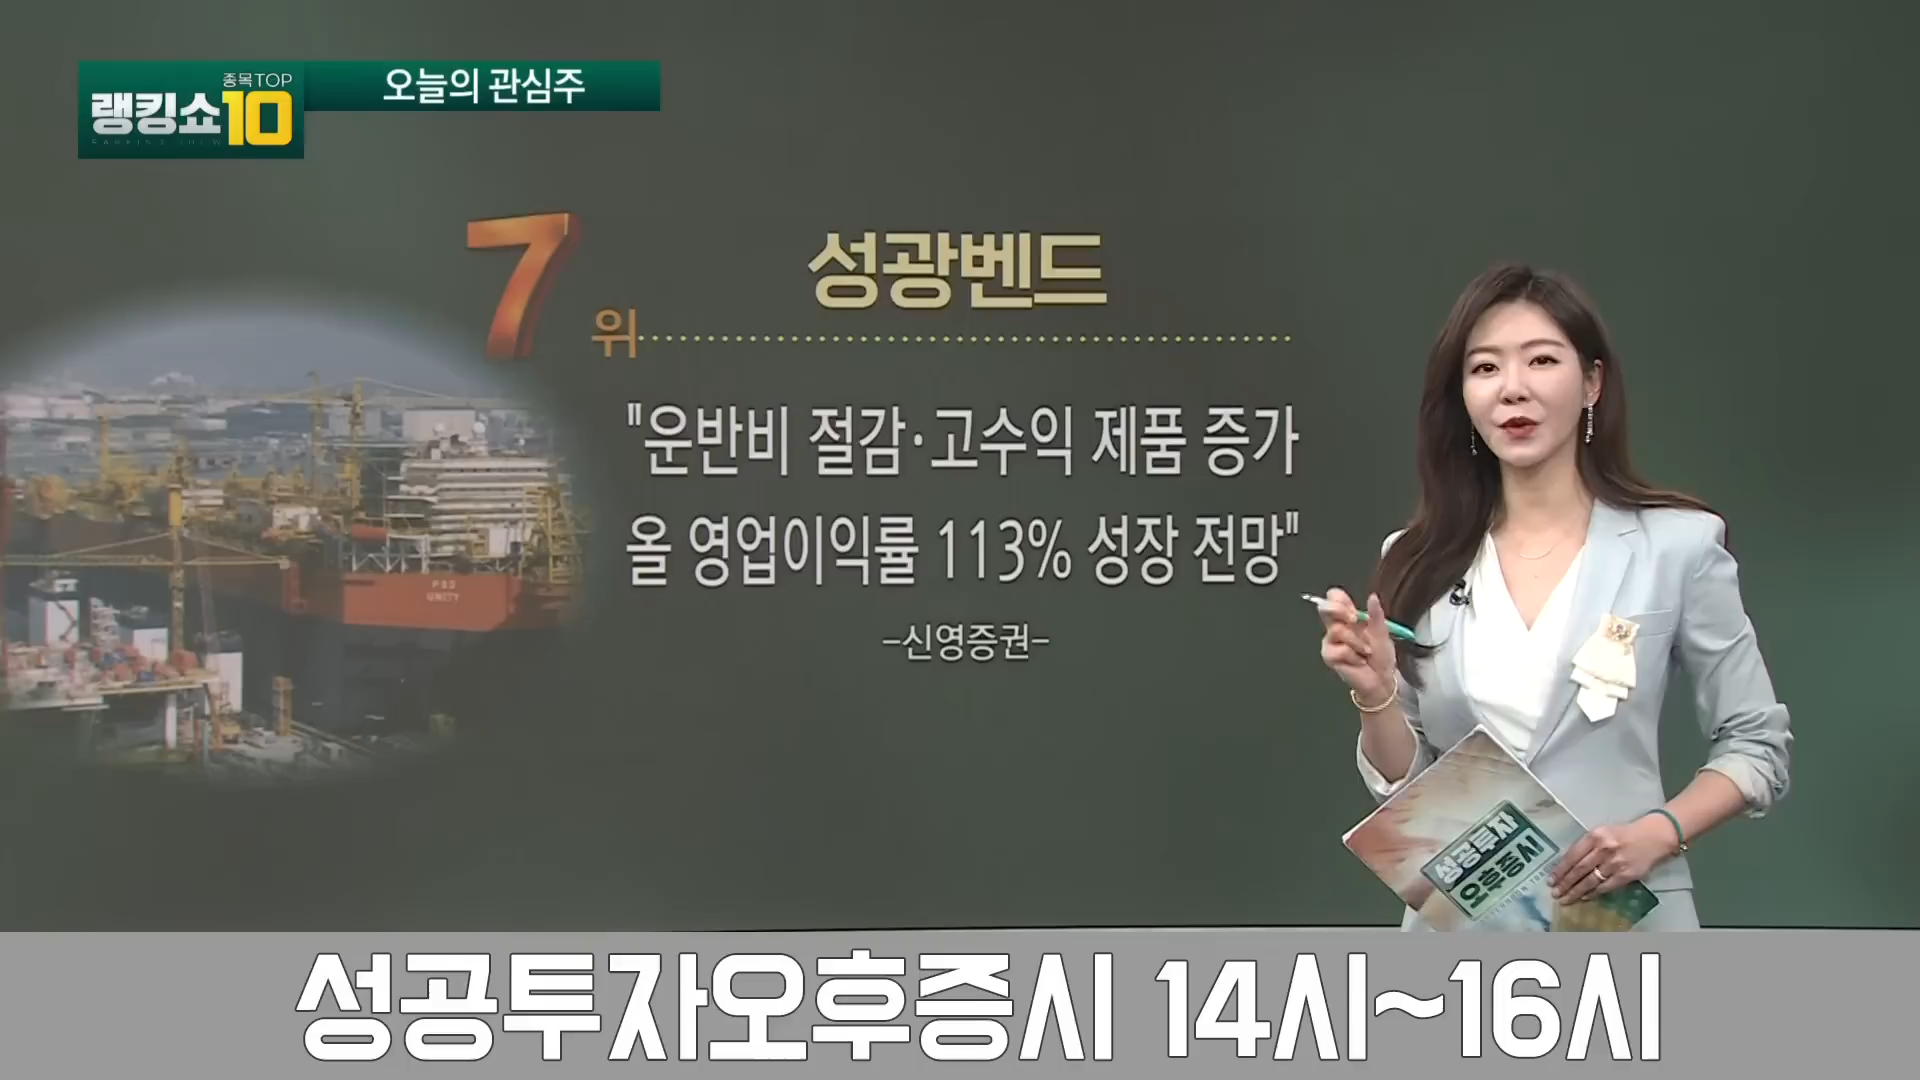 종목TOP
랭킹쇼10
오늘의 관심주
7위
성광벤드
"운반비 절감·고수익 제품 증가
올 영업이익률 113% 성장 전망"
-신영증권-
P63
UNITY
성공투자
오후증시
성공투자오후증시 14시~16시